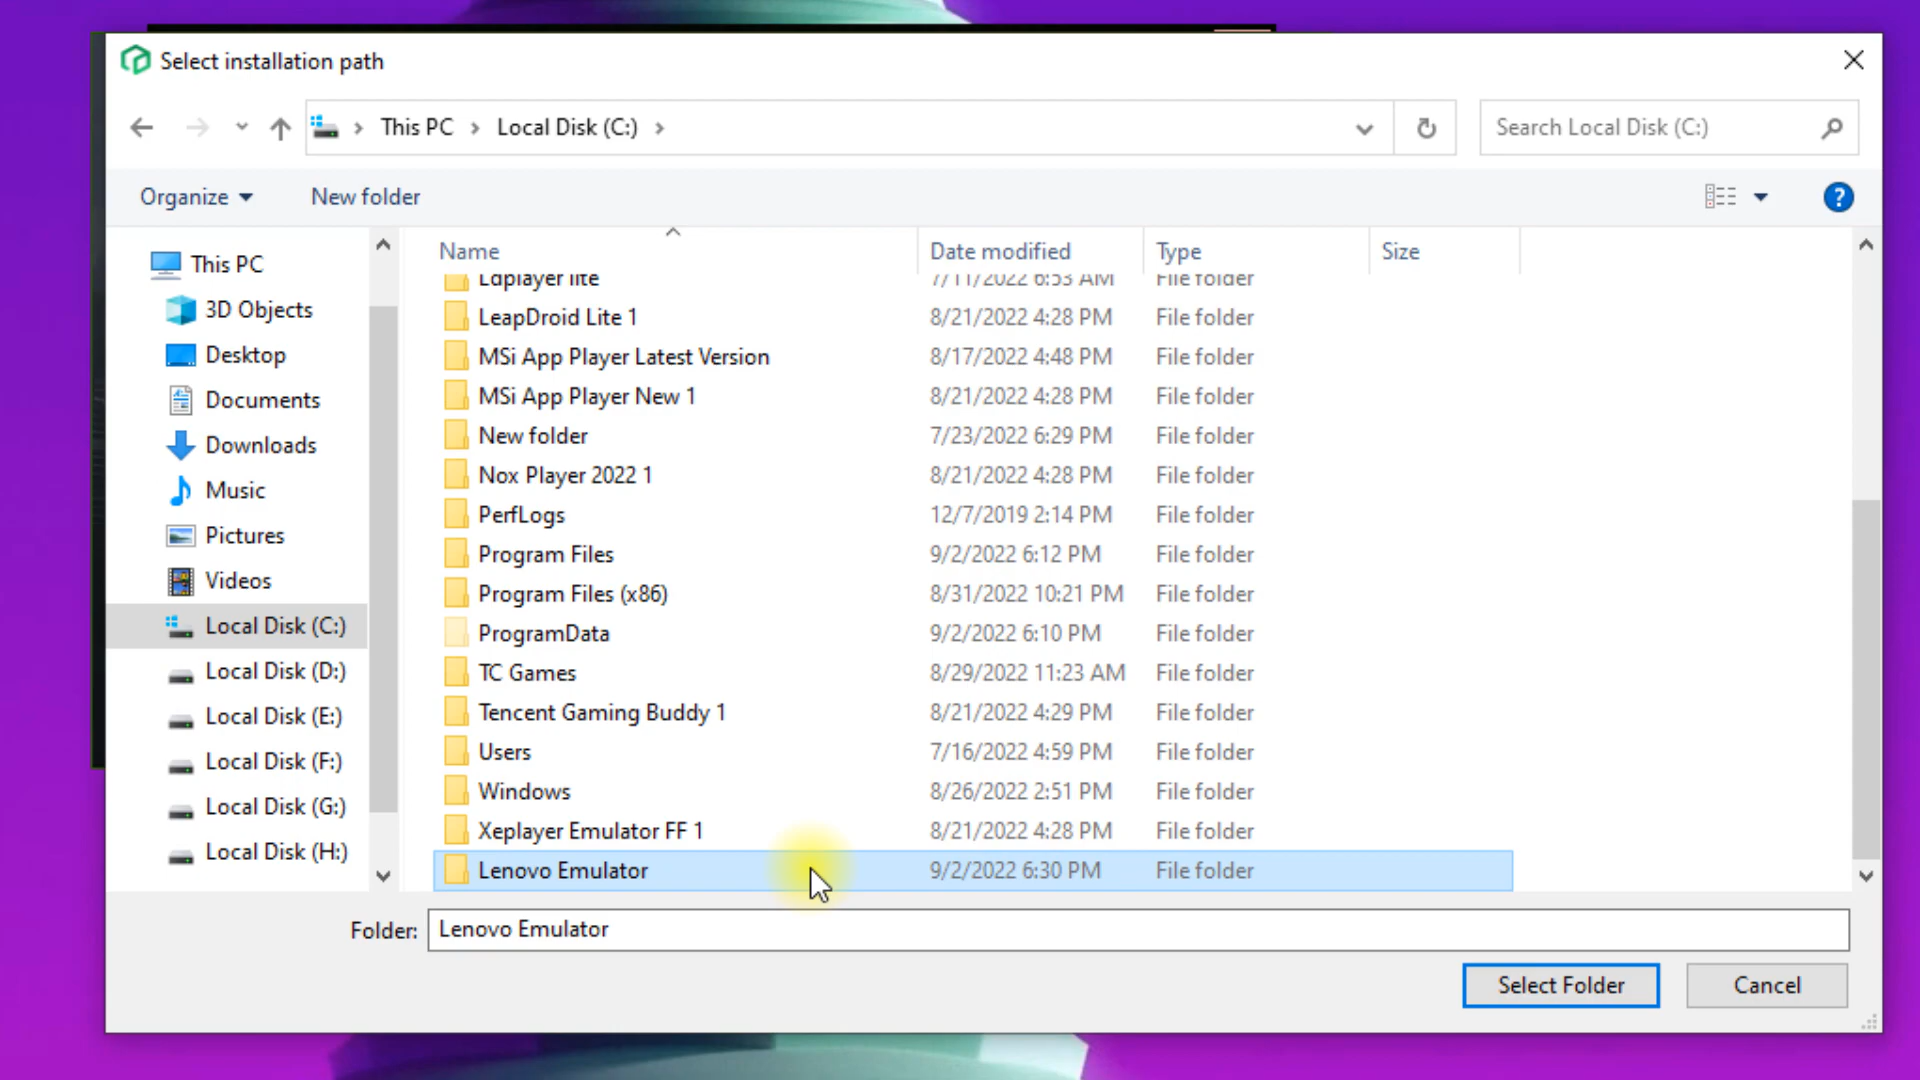 Select installation path
This PC
Local Disk (C:)
Search Local Disk (C:)
Organize
New folder
?
Name
Date modified
Type
Size
This PC
3D Objects
Desktop
Documents
Downloads
Music
Pictures
Videos
Local Disk (C:)
Local Disk (D:)
Local Disk (E:)
Local Disk (F:)
Local Disk (G:)
Local Disk (H:)
Ldplayer lite 7/11/2022 6:53 AM File folder
LeapDroid Lite 1 8/21/2022 4:28 PM File folder
MSi App Player Latest Version 8/17/2022 4:48 PM File folder
MSi App Player New 1 8/21/2022 4:28 PM File folder
New folder 7/23/2022 6:29 PM File folder
Nox Player 2022 1 8/21/2022 4:28 PM File folder
PerfLogs 12/7/2019 2:14 PM File folder
Program Files 9/2/2022 6:12 PM File folder
Program Files (x86) 8/31/2022 10:21 PM File folder
ProgramData 9/2/2022 6:10 PM File folder
TC Games 8/29/2022 11:23 AM File folder
Tencent Gaming Buddy 1 8/21/2022 4:29 PM File folder
Users 7/16/2022 4:59 PM File folder
Windows 8/26/2022 2:51 PM File folder
Xeplayer Emulator FF 1 8/21/2022 4:28 PM File folder
Lenovo Emulator 9/2/2022 6:30 PM File folder
Folder: Lenovo Emulator
Select Folder
Cancel